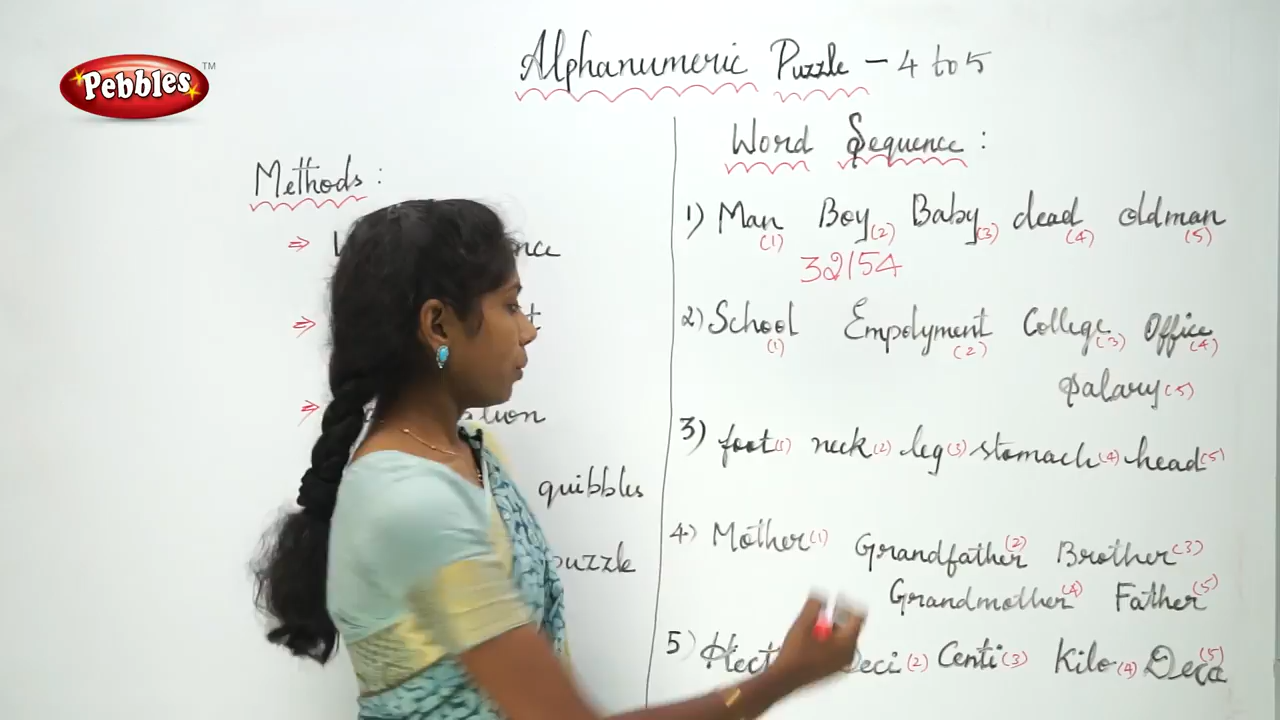 Pebbles™
Alphanumeric Puzzle – 4 to 5
Methods :
⇒
⇒
⇒
quibbles
puzzle
Word Sequence :
1) Man (1) Boy (2) Baby (3) dead (4) oldman (5)
32154
2) School (1) Empolyment (2) College (3) Office (4)
Salary (5)
3) foot (1) neck (2) leg (3) stomach (4) head (5)
4) Mother (1) Grandfather (2) Brother (3)
Grandmother (4) Father (5)
5) Hect Deci (2) Centi (3) Kilo (4) Deca (5)